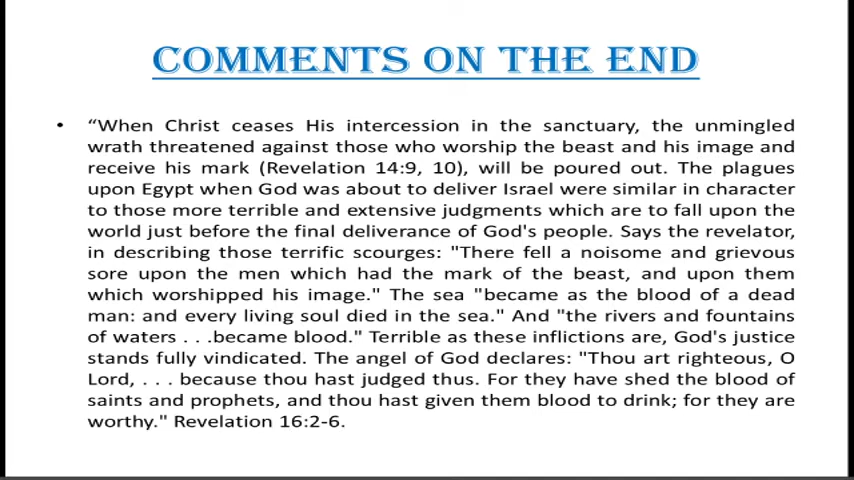 COMMENTS ON THE END
• “When Christ ceases His intercession in the sanctuary, the unmingled
wrath threatened against those who worship the beast and his image and
receive his mark (Revelation 14:9, 10), will be poured out. The plagues
upon Egypt when God was about to deliver Israel were similar in character
to those more terrible and extensive judgments which are to fall upon the
world just before the final deliverance of God's people. Says the revelator,
in describing those terrific scourges: "There fell a noisome and grievous
sore upon the men which had the mark of the beast, and upon them
which worshipped his image." The sea "became as the blood of a dead
man: and every living soul died in the sea." And "the rivers and fountains
of waters . . .became blood." Terrible as these inflictions are, God's justice
stands fully vindicated. The angel of God declares: "Thou art righteous, O
Lord, . . . because thou hast judged thus. For they have shed the blood of
saints and prophets, and thou hast given them blood to drink; for they are
worthy." Revelation 16:2-6.